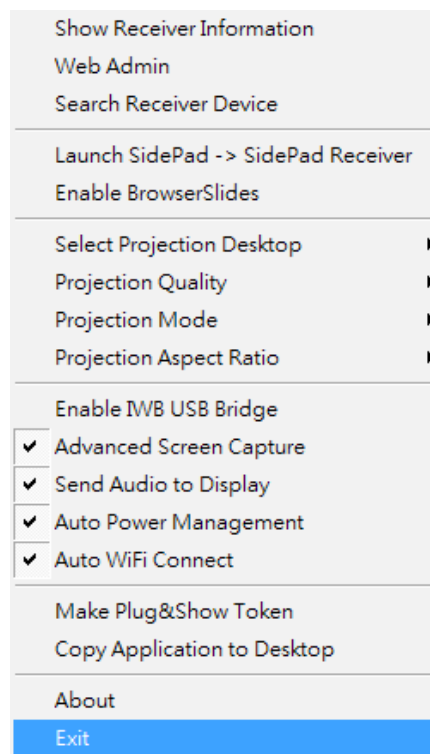 Show Receiver Information
Web Admin
Search Receiver Device
Launch SidePad -> SidePad Receiver
Enable BrowserSlides
Select Projection Desktop
Projection Quality
Projection Mode
Projection Aspect Ratio
Enable IWB USB Bridge
Advanced Screen Capture
Send Audio to Display
Auto Power Management
Auto WiFi Connect
Make Plug&Show Token
Copy Application to Desktop
About
Exit